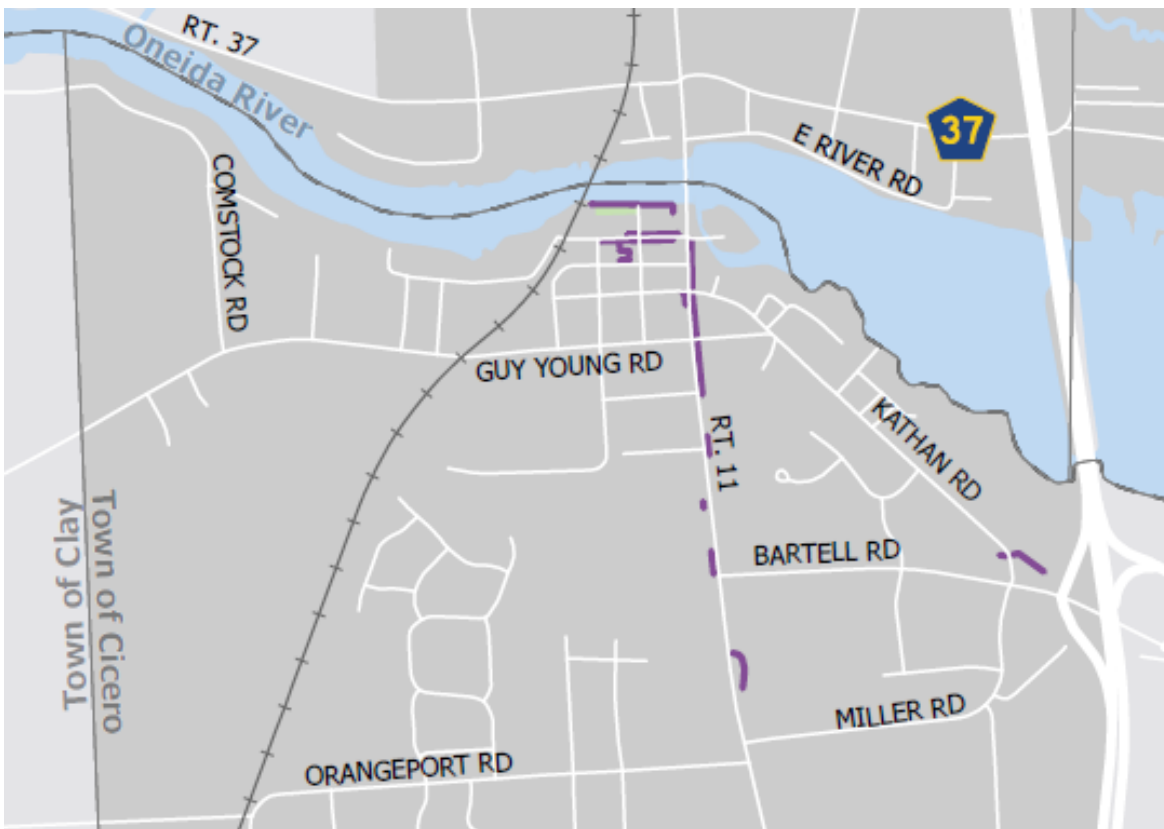 RT. 37
Oneida River
37
E RIVER RD
COMSTOCK RD
GUY YOUNG RD
KATHAN RD
RT. 11
Town of Clay
Town of Cicero
BARTELL RD
MILLER RD
ORANGEPORT RD